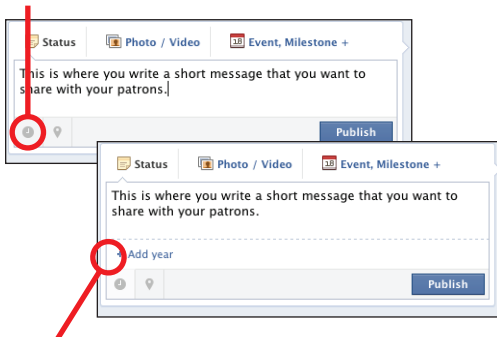 Status Photo / Video 18 Event, Milestone +
This is where you write a short message that you want to
share with your patrons.
Publish
Status Photo / Video 18 Event, Milestone +
This is where you write a short message that you want to
share with your patrons.
+ Add year
Publish